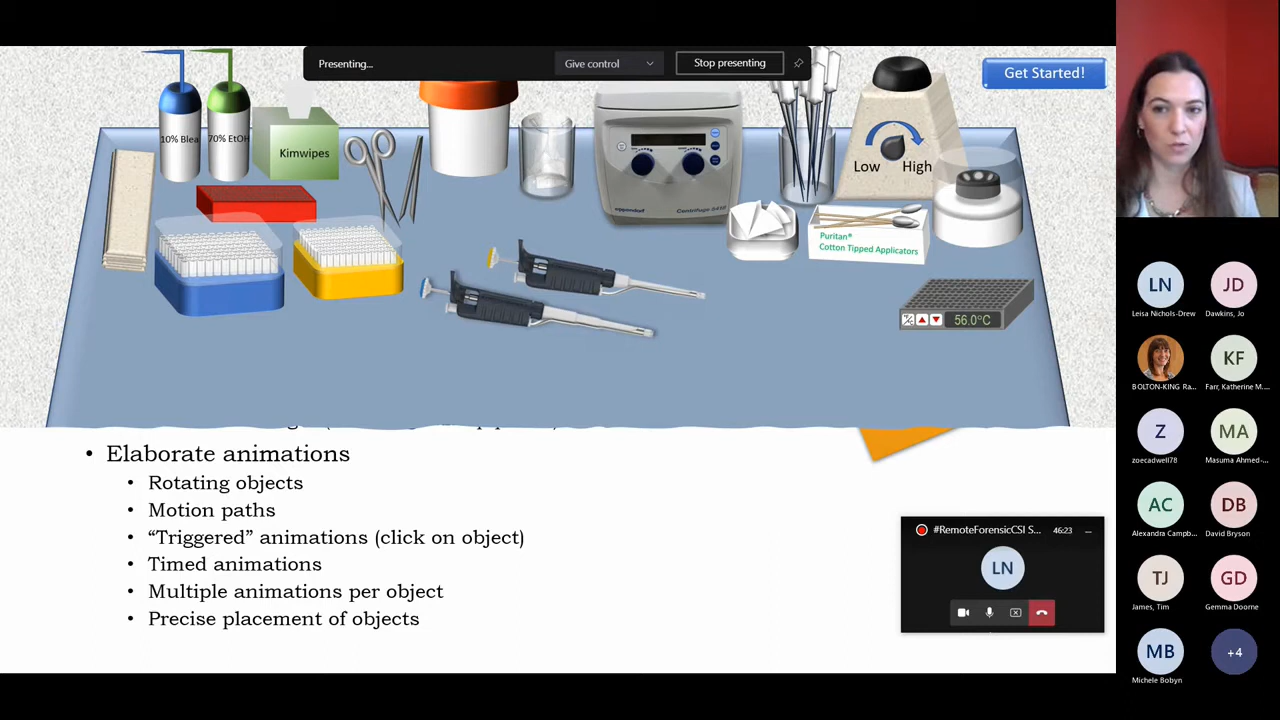 Presenting...
Give control
Stop presenting
Get Started!
10% Blea
70% EtOH
Kimwipes
eppendorf
Centrifuge 5418
Low
High
Puritan®
Cotton Tipped Applicators
56.0°C
• Elaborate animations
• Rotating objects
• Motion paths
• “Triggered” animations (click on object)
• Timed animations
• Multiple animations per object
• Precise placement of objects
#RemoteForensicCSI S...
46:23
LN
LN
Leisa Nichols-Drew
JD
Dawkins, Jo
BOLTON-KING Ra...
KF
Farr, Katherine M...
Z
zoecadwell78
MA
Masuma Ahmed-...
AC
Alexandra Campb...
DB
David Bryson
TJ
James, Tim
GD
Gemma Doorne
MB
Michele Bobyn
+4